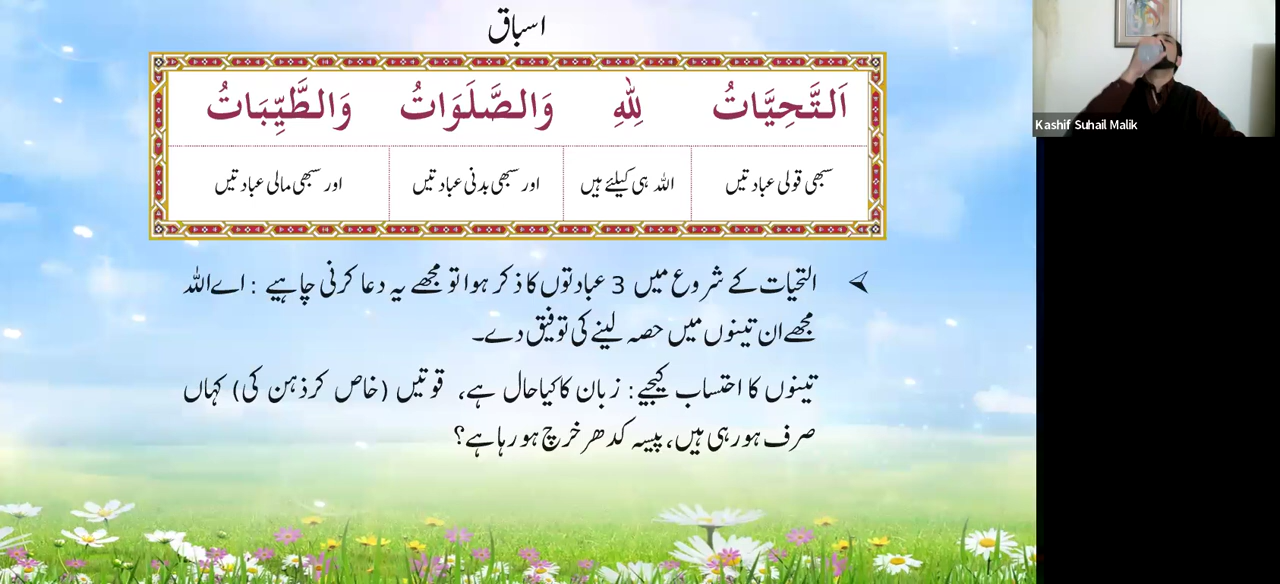 اسباق
اَلتَّحِيَّاتُ لِلّٰهِ وَالصَّلَوَاتُ وَالطَّيِّبَاتُ
سبھی قولی عبادتیں اللہ ہی کیلئے ہیں اور سبھی بدنی عبادتیں اور سبھی مالی عبادتیں
التحیات کے شروع میں 3 عبادتوں کا ذکر ہوا تو مجھے یہ دعا کرنی چاہیے : اے اللہ
مجھے ان تینوں میں حصہ لینے کی توفیق دے۔
تینوں کا احتساب کیجیے: زبان کا کیا حال ہے، قوتیں (خاص کر ذہن کی) کہاں
صرف ہو رہی ہیں، پیسہ کدھر خرچ ہو رہا ہے؟
Kashif Suhail Malik